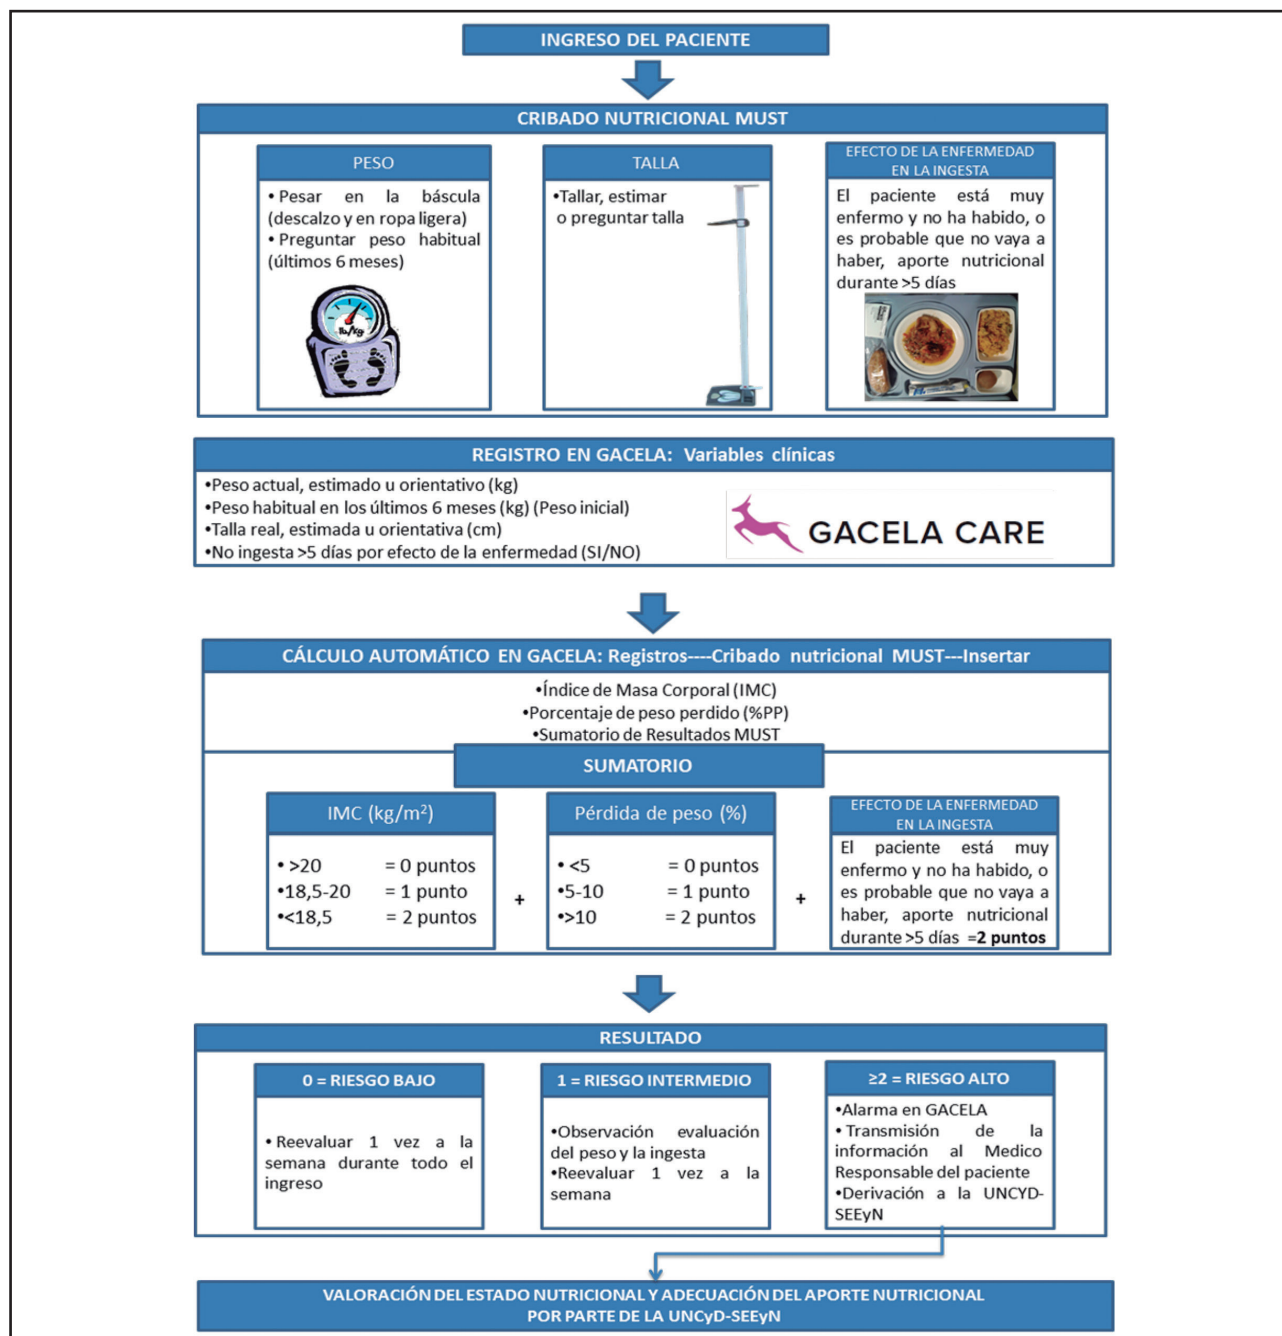 INGRESO DEL PACIENTE
CRIBADO NUTRICIONAL MUST
PESO
• Pesar en la báscula
(descalzo y en ropa ligera)
• Preguntar peso habitual
(últimos 6 meses)
Lb/Kg
TALLA
•Tallar, estimar
o preguntar talla
EFECTO DE LA ENFERMEDAD
EN LA INGESTA
El paciente está muy
enfermo y no ha habido, o
es probable que no vaya a
haber, aporte nutricional
durante >5 días
REGISTRO EN GACELA: Variables clínicas
•Peso actual, estimado u orientativo (kg)
•Peso habitual en los últimos 6 meses (kg) (Peso inicial)
•Talla real, estimada u orientativa (cm)
•No ingesta >5 días por efecto de la enfermedad (SI/NO)
GACELA CARE
CÁLCULO AUTOMÁTICO EN GACELA: Registros----Cribado nutricional MUST---Insertar
•Índice de Masa Corporal (IMC)
•Porcentaje de peso perdido (%PP)
•Sumatorio de Resultados MUST
SUMATORIO
IMC (kg/m²)
• >20 = 0 puntos
•18,5-20 = 1 punto
•<18,5 = 2 puntos
+
Pérdida de peso (%)
• <5 = 0 puntos
•5-10 = 1 punto
•>10 = 2 puntos
+
EFECTO DE LA ENFERMEDAD
EN LA INGESTA
El paciente está muy
enfermo y no ha habido, o
es probable que no vaya a
haber, aporte nutricional
durante >5 días =2 puntos
RESULTADO
0 = RIESGO BAJO
• Reevaluar 1 vez a la
semana durante todo el
ingreso
1 = RIESGO INTERMEDIO
•Observación evaluación
del peso y la ingesta
•Reevaluar 1 vez a la
semana
≥2 = RIESGO ALTO
•Alarma en GACELA
• Transmisión de la
información al Medico
Responsable del paciente
•Derivación a la UNCYD-
SEEyN
VALORACIÓN DEL ESTADO NUTRICIONAL Y ADECUACIÓN DEL APORTE NUTRICIONAL
POR PARTE DE LA UNCyD-SEEyN